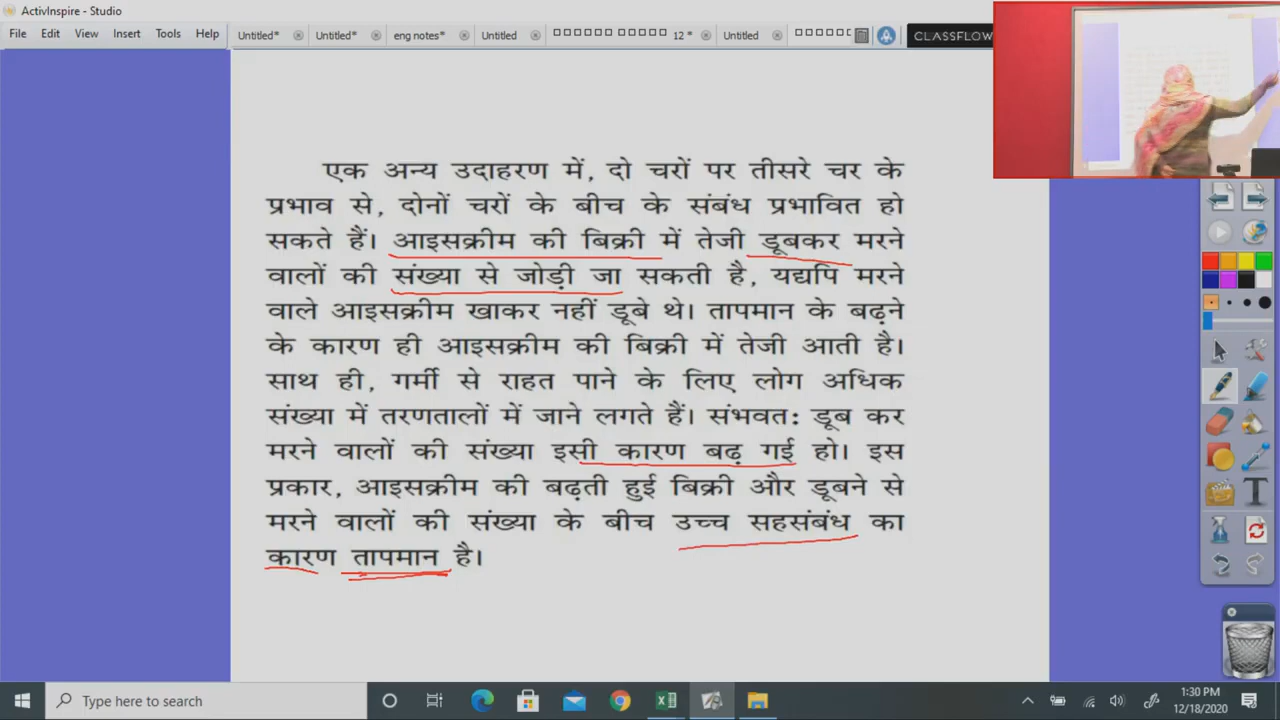 ActivInspire - Studio
File Edit View Insert Tools Help
Untitled* Untitled* eng notes* Untitled 12 * Untitled CLASSFLOW
एक अन्य उदाहरण में, दो चरों पर तीसरे चर के
प्रभाव से, दोनों चरों के बीच के संबंध प्रभावित हो
सकते हैं। आइसक्रीम की बिक्री में तेजी डूबकर मरने
वालों की संख्या से जोड़ी जा सकती है, यद्यपि मरने
वाले आइसक्रीम खाकर नहीं डूबे थे। तापमान के बढ़ने
के कारण ही आइसक्रीम की बिक्री में तेजी आती है।
साथ ही, गर्मी से राहत पाने के लिए लोग अधिक
संख्या में तरणतालों में जाने लगते हैं। संभवतः डूब कर
मरने वालों की संख्या इसी कारण बढ़ गई हो। इस
प्रकार, आइसक्रीम की बढ़ती हुई बिक्री और डूबने से
मरने वालों की संख्या के बीच उच्च सहसंबंध का
कारण तापमान है।
Type here to search
1:30 PM
12/18/2020